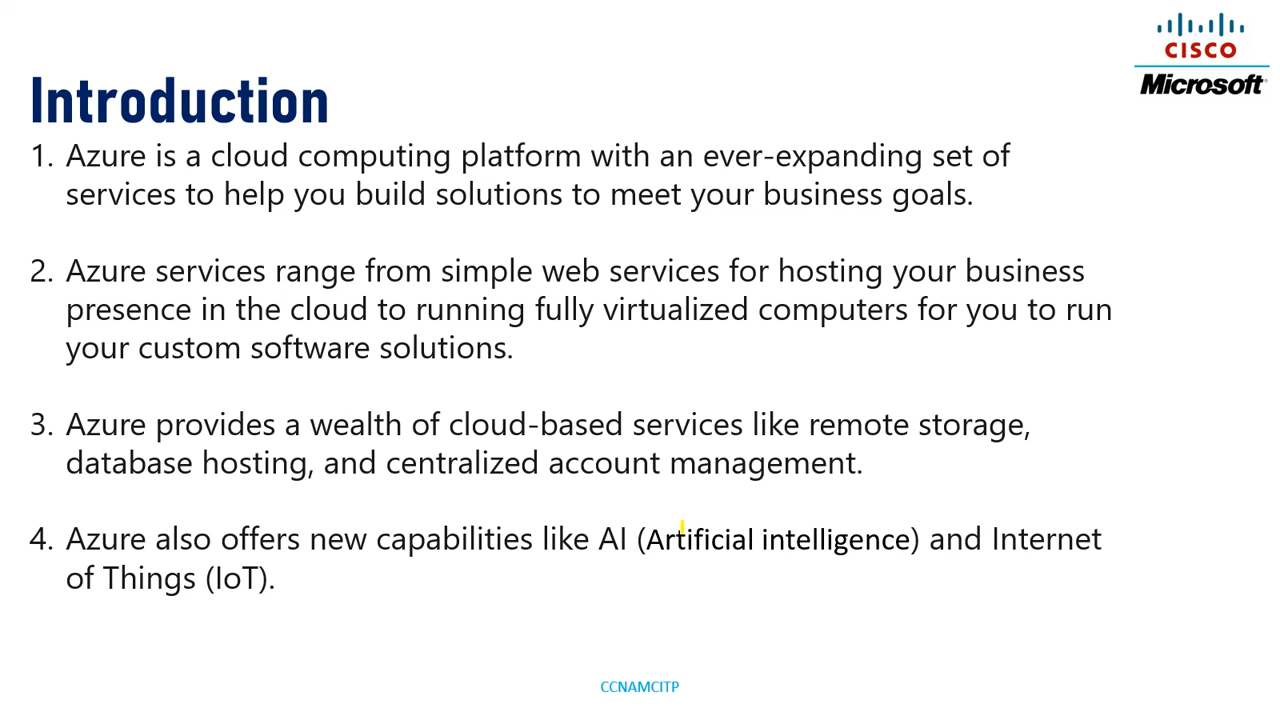 CISCO
Microsoft
Introduction
1. Azure is a cloud computing platform with an ever-expanding set of
services to help you build solutions to meet your business goals.
2. Azure services range from simple web services for hosting your business
presence in the cloud to running fully virtualized computers for you to run
your custom software solutions.
3. Azure provides a wealth of cloud-based services like remote storage,
database hosting, and centralized account management.
4. Azure also offers new capabilities like AI (Artificial intelligence) and Internet
of Things (IoT).
CCNAMCITP